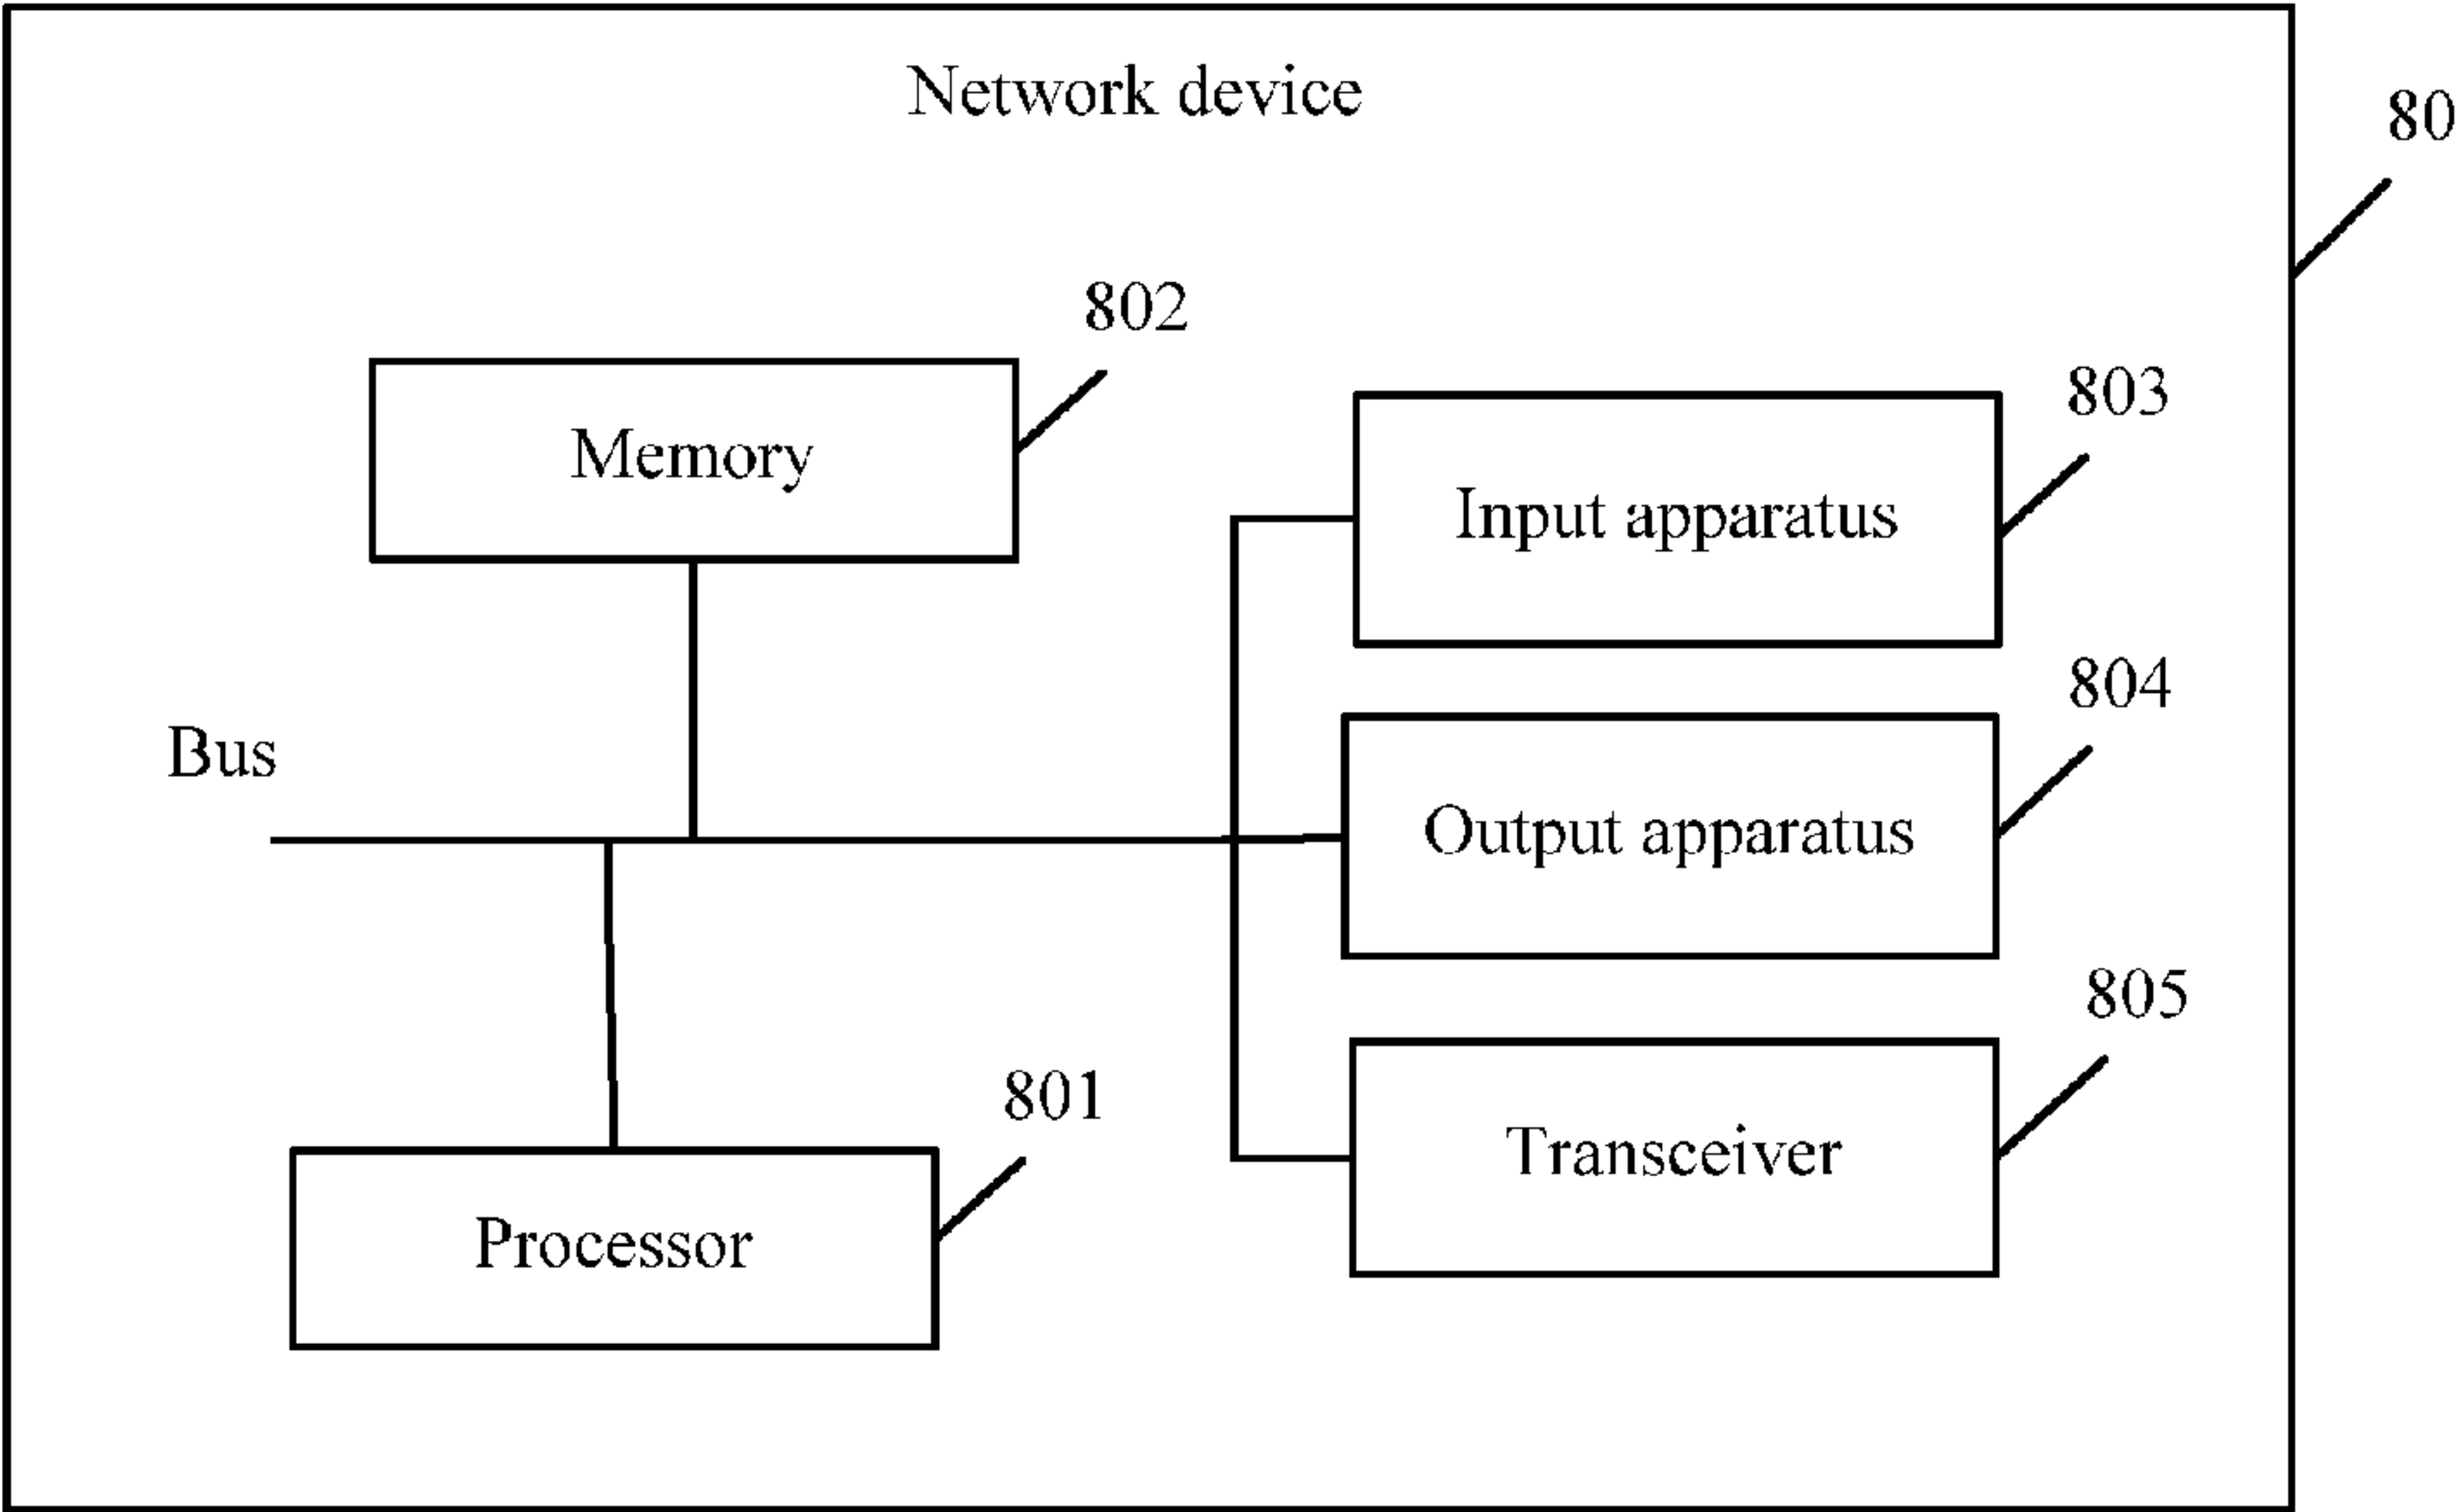 Network device
80
802
Memory
803
Input apparatus
804
Bus
Output apparatus
805
Transceiver
801
Processor